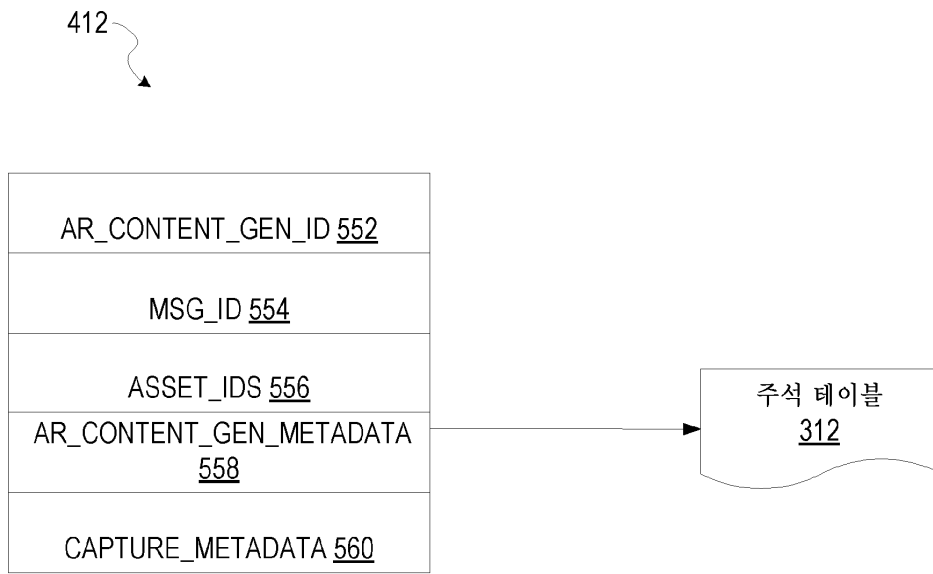 412
AR_CONTENT_GEN_ID 552
MSG_ID 554
ASSET_IDS 556
AR_CONTENT_GEN_METADATA
558
CAPTURE_METADATA 560
주석 테이블
312